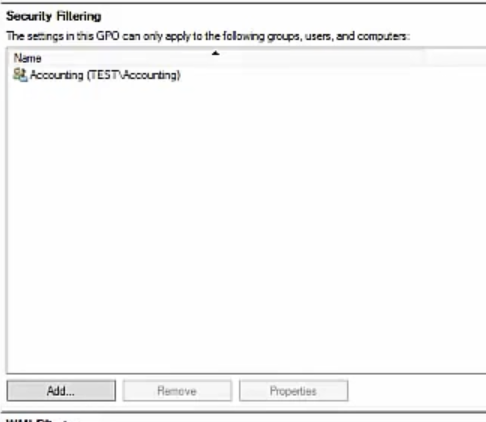 Security Filtering
The settings in this GPO can only apply to the following groups, users, and computers:
Name
Accounting (TEST\Accounting)
Add... Remove Properties